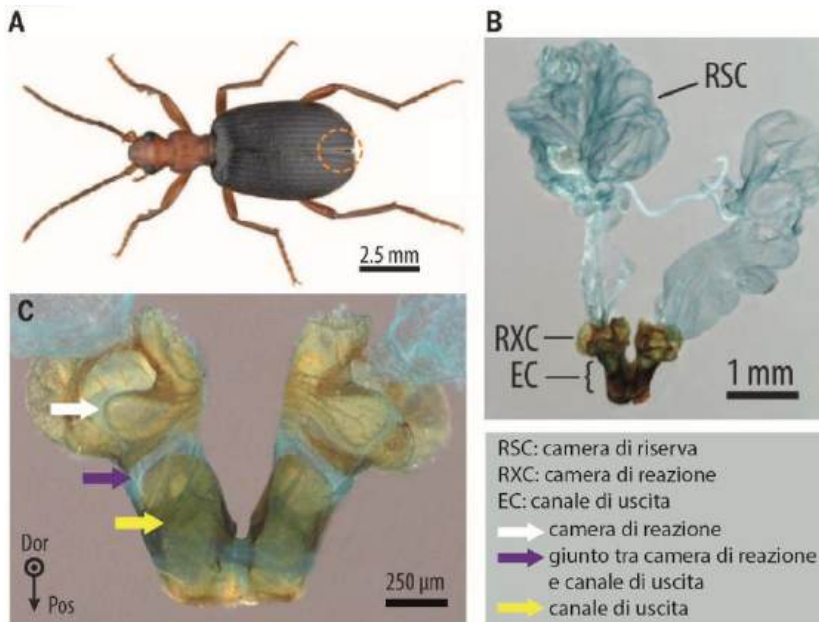 A
2.5 mm
B
RSC
RXC
EC
1 mm
C
Dor
Pos
250 µm
RSC: camera di riserva
RXC: camera di reazione
EC: canale di uscita
camera di reazione
giunto tra camera di reazione
e canale di uscita
canale di uscita